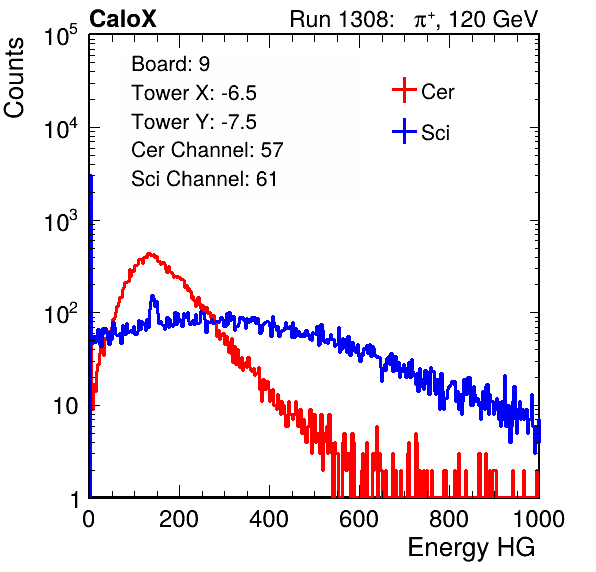 CaloX Run 1308: π⁺, 120 GeV
Counts
Board: 9
Tower X: -6.5
Tower Y: -7.5
Cer Channel: 57
Sci Channel: 61
Cer
Sci
10⁵
10⁴
10³
10²
10
1
0 200 400 600 800 1000
Energy HG